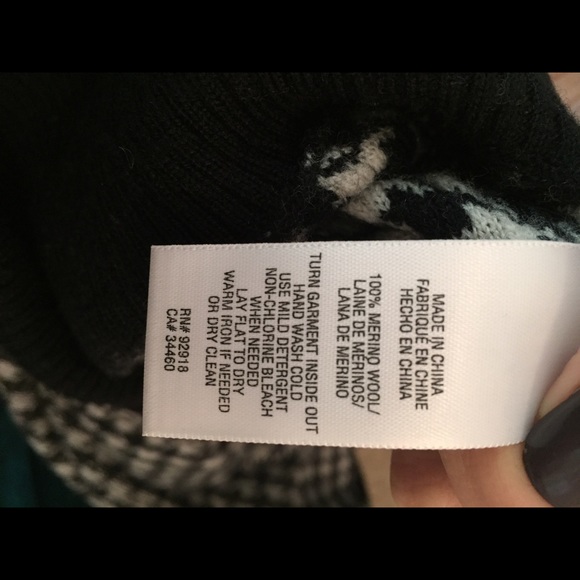 MADE IN CHINA
FABRIQUÉ EN CHINE
HECHO EN CHINA
100% MERINO WOOL/
LAINE DE MERINOS/
LANA DE MERINO
TURN GARMENT INSIDE OUT
HAND WASH COLD
USE MILD DETERGENT
NON-CHLORINE BLEACH
WHEN NEEDED
LAY FLAT TO DRY
WARM IRON IF NEEDED
OR DRY CLEAN
RN# 92918
CA# 34460